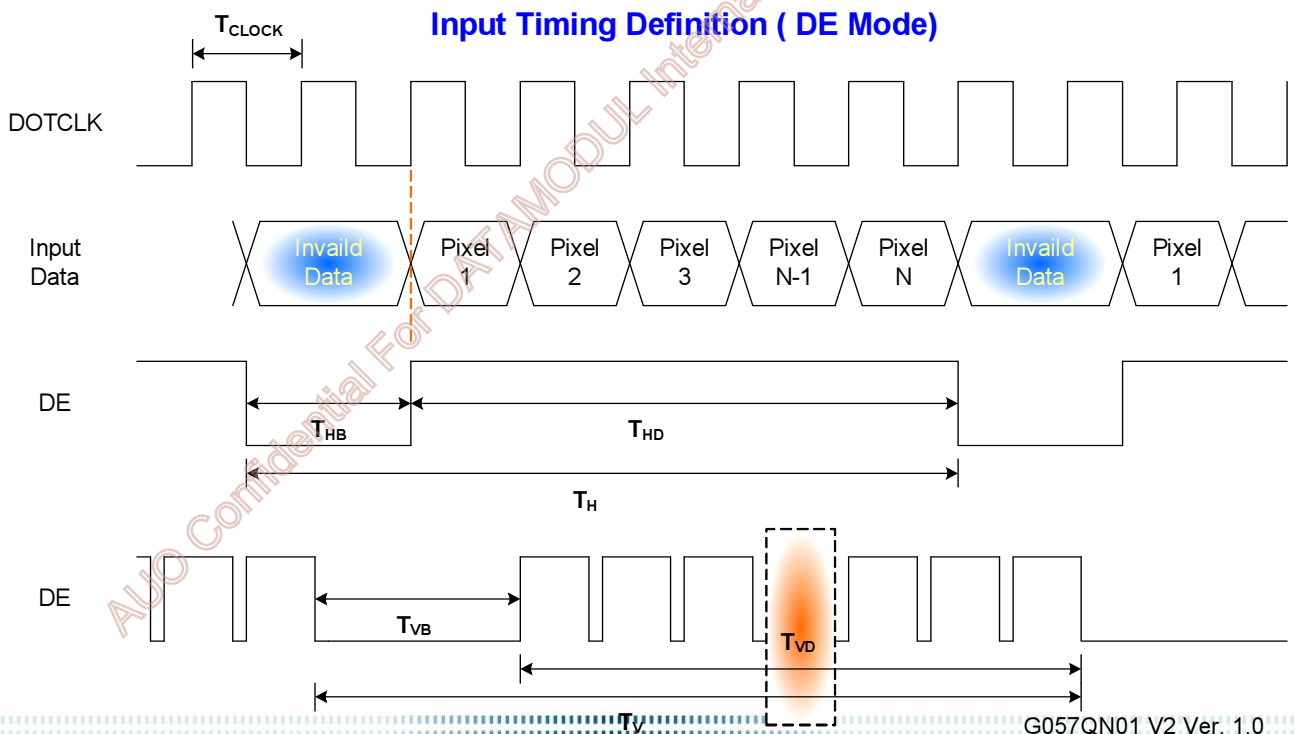 Input Timing Definition ( DE Mode)
TCLOCK
DOTCLK
Input
Data
Invaild
Data
Pixel
1
Pixel
2
Pixel
3
Pixel
N-1
Pixel
N
Invaild
Data
Pixel
1
DE
THB
THD
TH
DE
TVB
TVD
TV
AUO Confidential For DATAMODUL Interna
G057QN01 V2 Ver. 1.0